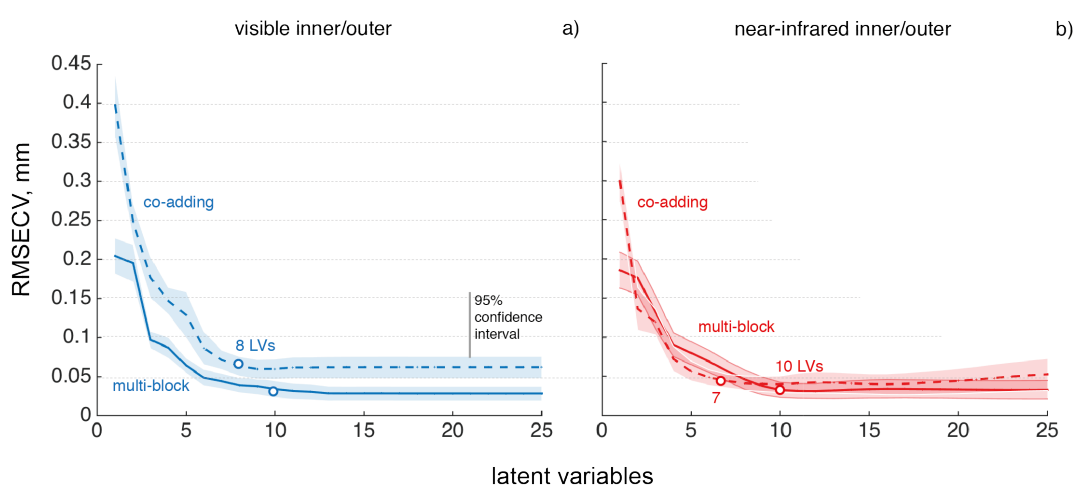 visible inner/outer a)
near-infrared inner/outer b)
RMSECV, mm
0.45
0.4
0.35
0.3
0.25
0.2
0.15
0.1
0.05
0
co-adding
8 LVs
multi-block
95%
confidence
interval
0 5 10 15 20 25
co-adding
multi-block
10 LVs
7
0 5 10 15 20 25
latent variables